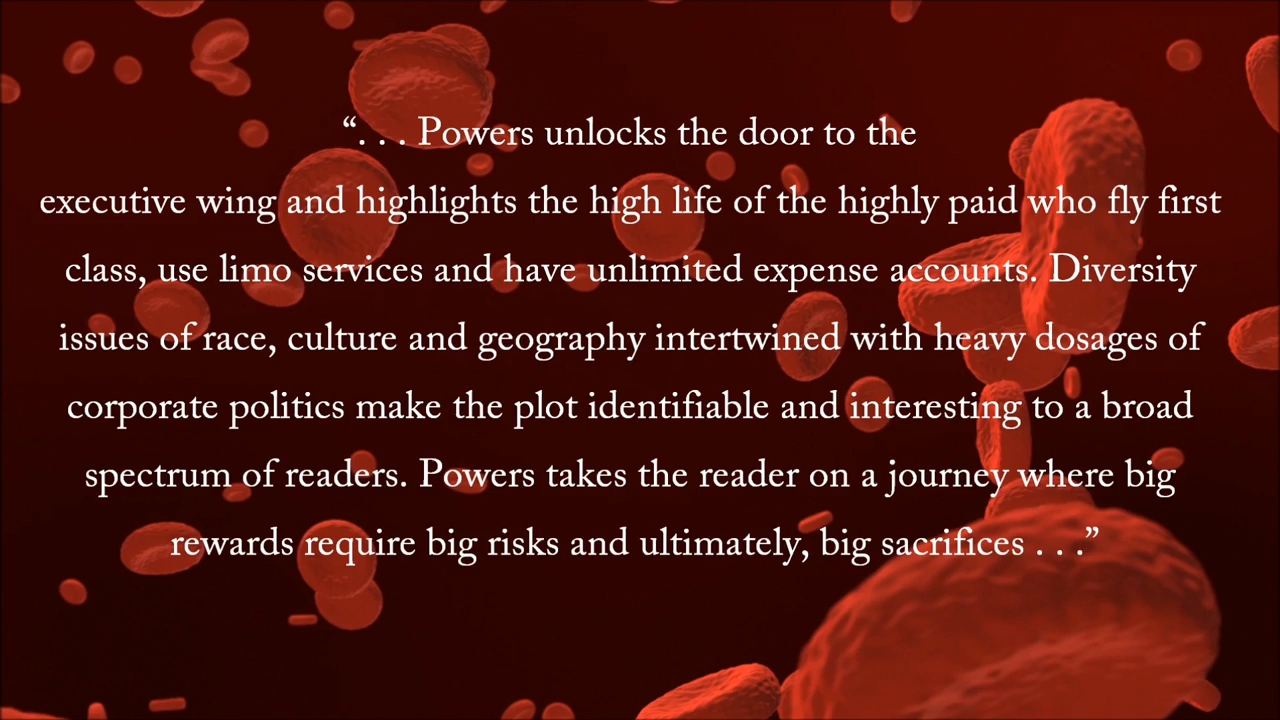 “. . . Powers unlocks the door to the
executive wing and highlights the high life of the highly paid who fly first
class, use limo services and have unlimited expense accounts. Diversity
issues of race, culture and geography intertwined with heavy dosages of
corporate politics make the plot identifiable and interesting to a broad
spectrum of readers. Powers takes the reader on a journey where big
rewards require big risks and ultimately, big sacrifices . . .”